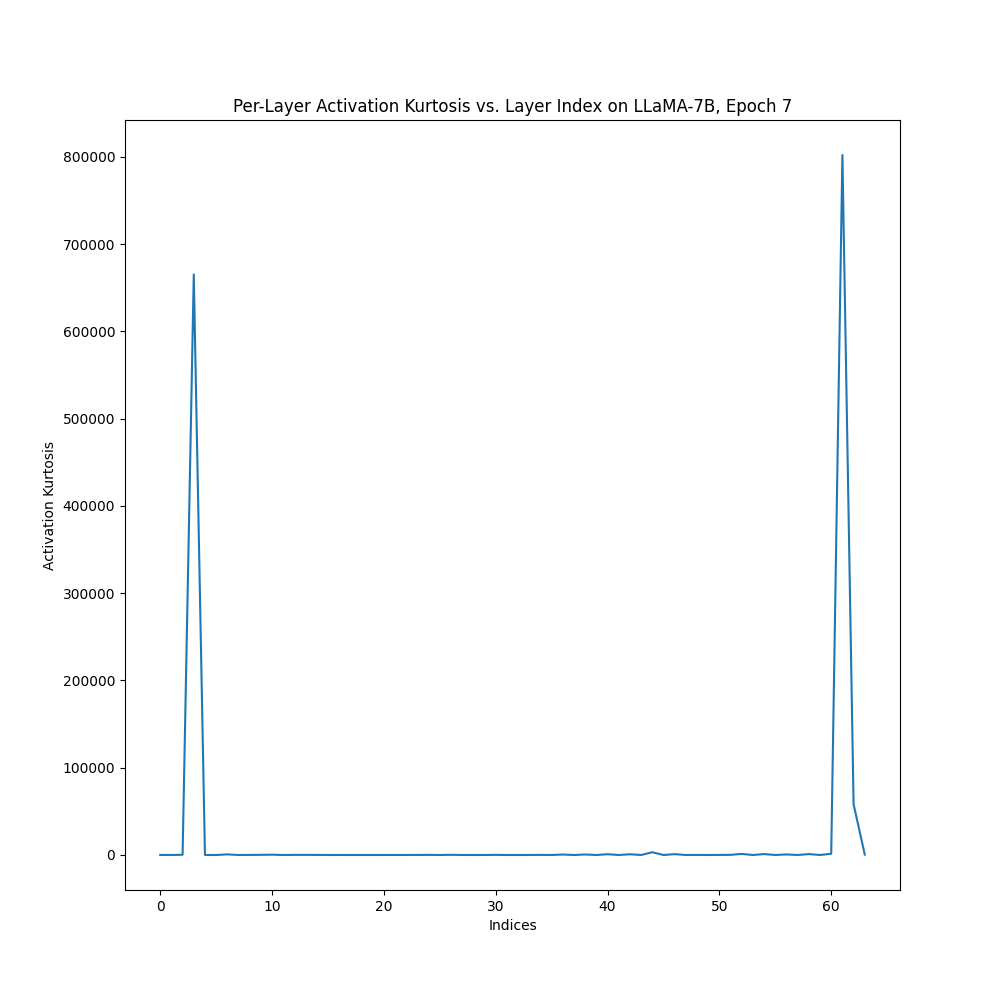 Per-Layer Activation Kurtosis vs. Layer Index on LLaMA-7B, Epoch 7
800000
700000
600000
500000
400000
300000
200000
100000
0
Activation Kurtosis
0 10 20 30 40 50 60
Indices